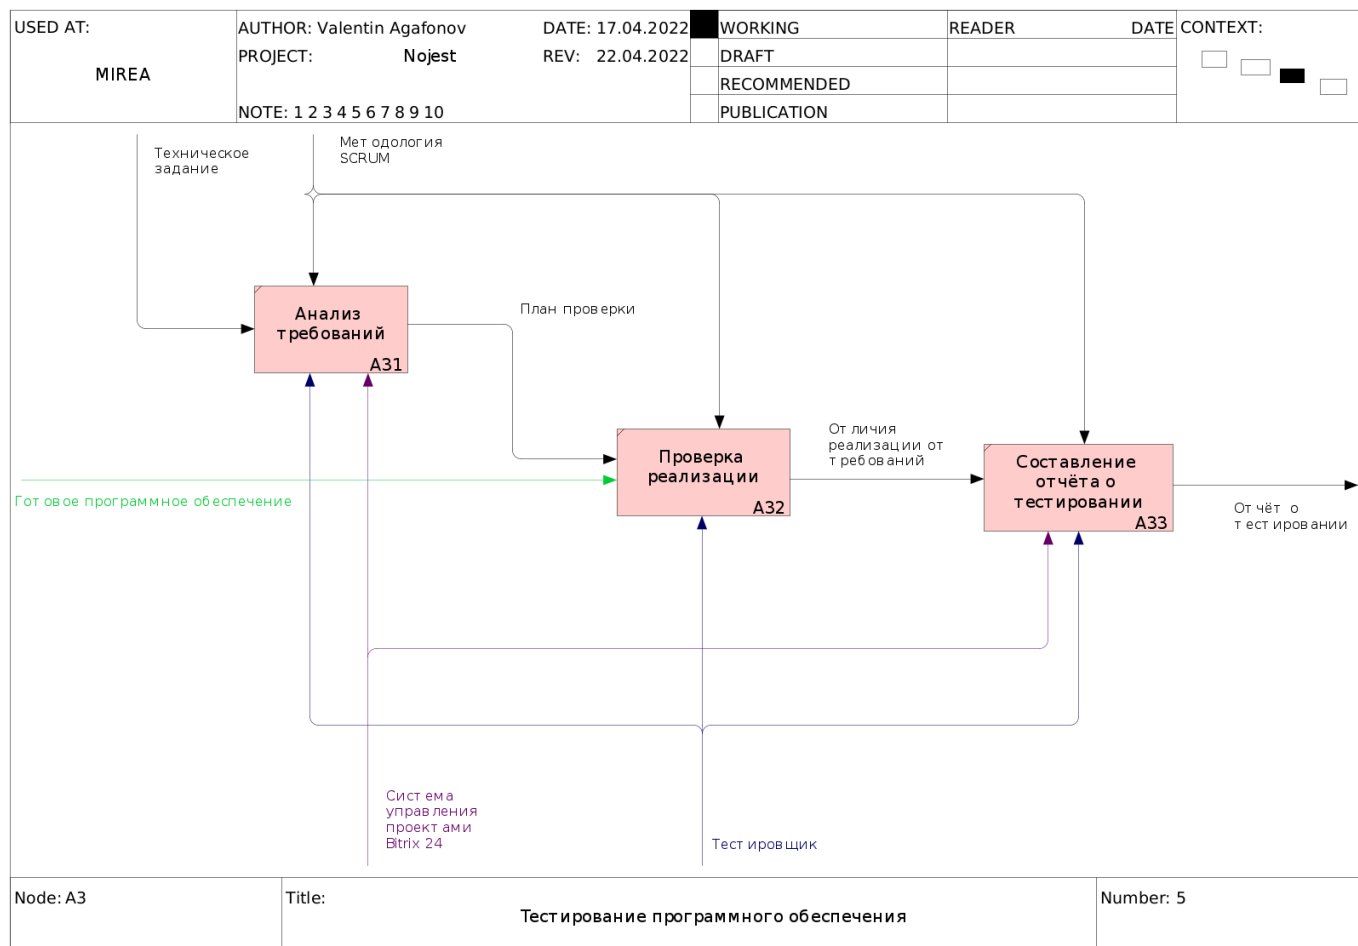 USED AT:
MIREA
AUTHOR: Valentin Agafonov
DATE: 17.04.2022
PROJECT: Nojest
REV: 22.04.2022
NOTE: 1 2 3 4 5 6 7 8 9 10
WORKING
DRAFT
RECOMMENDED
PUBLICATION
READER
DATE
CONTEXT:
Техническое
задание
Методология
SCRUM
Анализ
требований
A31
План проверки
Проверка
реализации
A32
Готовое программное обеспечение
Отличия
реализации от
требований
Составление
отчёта о
тестировании
A33
Отчёт о
тестировании
Система
управления
проектами
Bitrix 24
Тестировщик
Node: A3
Title:
Тестирование программного обеспечения
Number: 5